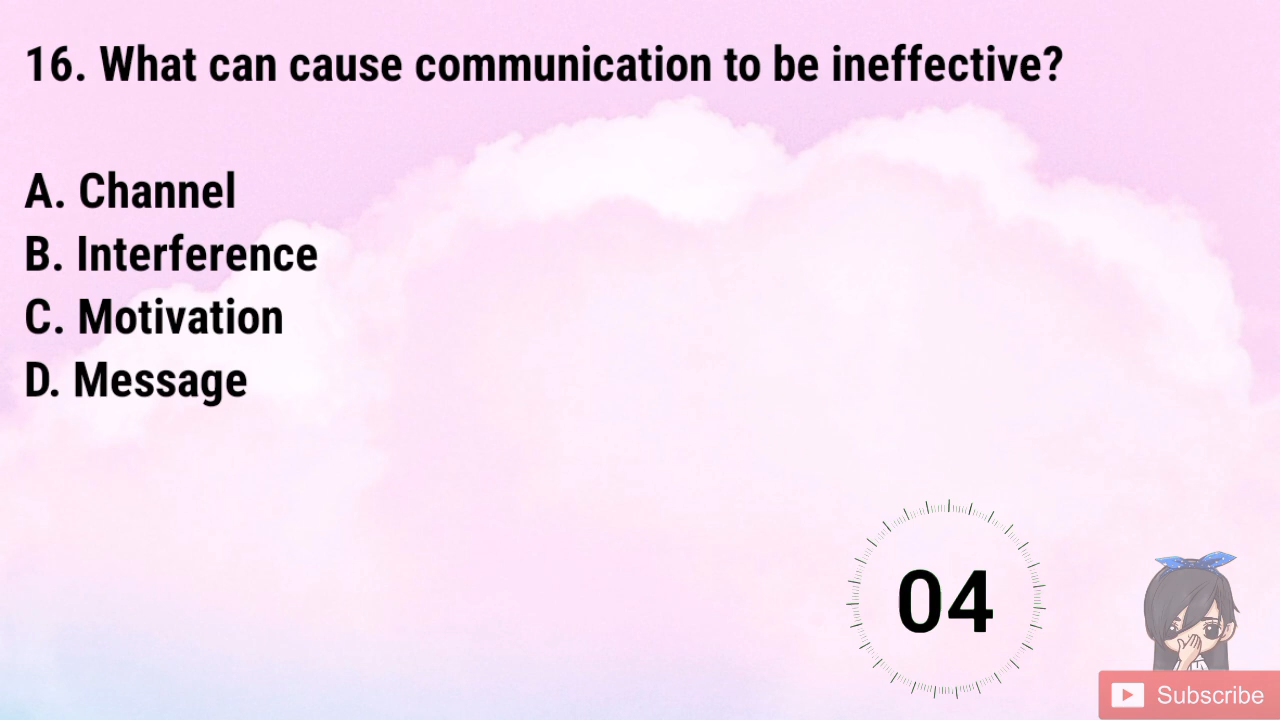 16. What can cause communication to be ineffective?
A. Channel
B. Interference
C. Motivation
D. Message
04
Subscribe